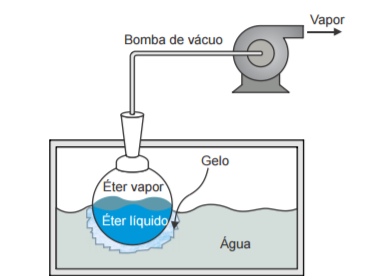 Vapor
Bomba de vácuo
Gelo
Éter vapor
Éter líquido
Água